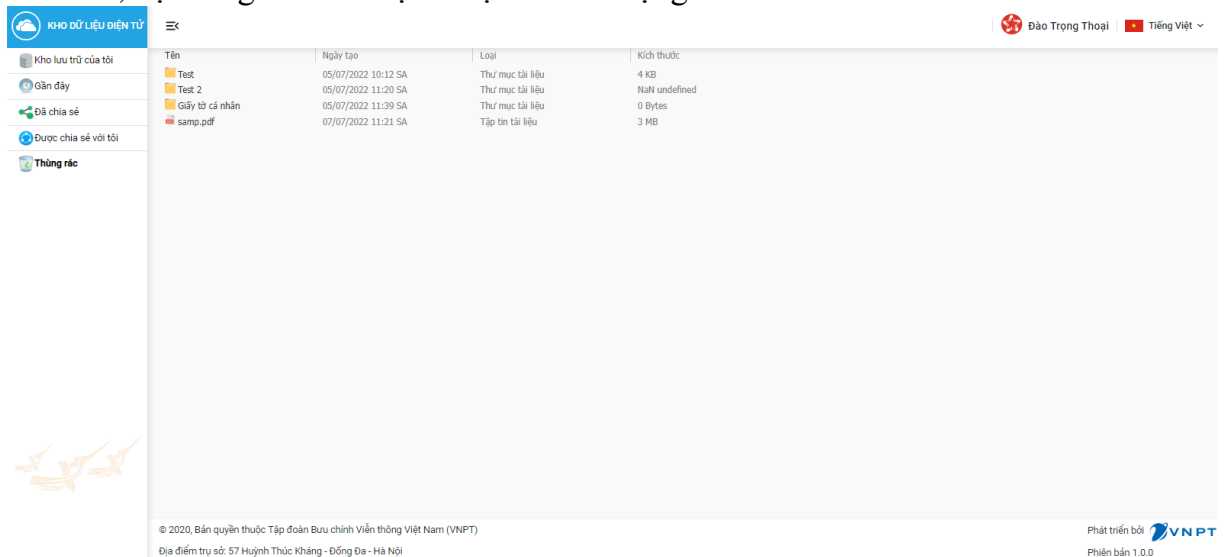 KHO DỮ LIỆU ĐIỆN TỬ
Đào Trọng Thoại
Tiếng Việt
Kho lưu trữ của tôi
Gần đây
Đã chia sẻ
Được chia sẻ với tôi
Thùng rác
Tên Ngày tạo Loại Kích thước
Test 05/07/2022 10:12 SA Thư mục tài liệu 4 KB
Test 2 05/07/2022 11:20 SA Thư mục tài liệu NaN undefined
Giấy tờ cá nhân 05/07/2022 11:39 SA Thư mục tài liệu 0 Bytes
samp.pdf 07/07/2022 11:21 SA Tập tin tài liệu 3 MB
© 2020, Bản quyền thuộc Tập đoàn Bưu chính Viễn thông Việt Nam (VNPT)
Phát triển bởi VNPT
Địa điểm trụ sở: 57 Huỳnh Thúc Kháng - Đống Đa - Hà Nội
Phiên bản 1.0.0